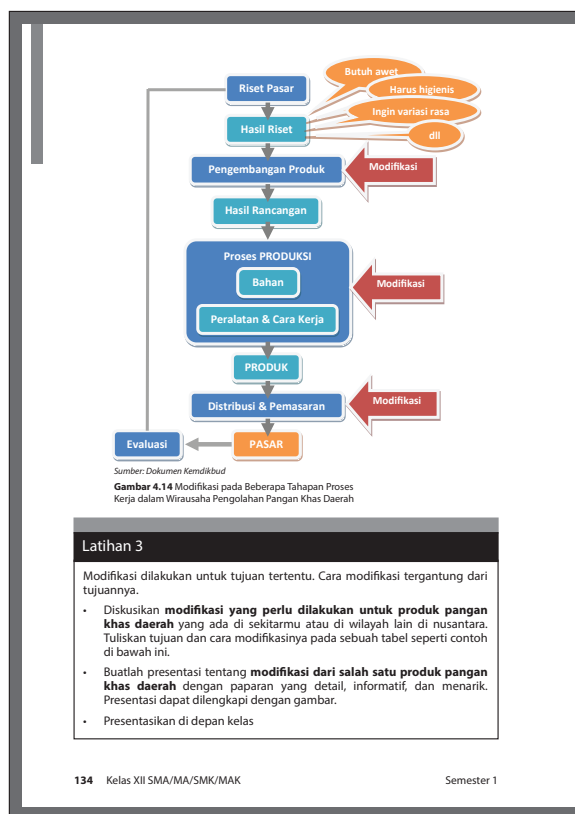 Butuh awet
Riset Pasar
Harus higienis
Ingin variasi rasa
Hasil Riset
dll
Pengembangan Produk
Modifikasi
Hasil Rancangan
Proses PRODUKSI
Bahan
Modifikasi
Peralatan & Cara Kerja
PRODUK
Distribusi & Pemasaran
Modifikasi
Evaluasi
PASAR
Sumber: Dokumen Kemdikbud
Gambar 4.14 Modifikasi pada Beberapa Tahapan Proses
Kerja dalam Wirausaha Pengolahan Pangan Khas Daerah
Latihan 3
Modifikasi dilakukan untuk tujuan tertentu. Cara modifikasi tergantung dari
tujuannya.
• Diskusikan modifikasi yang perlu dilakukan untuk produk pangan
khas daerah yang ada di sekitarmu atau di wilayah lain di nusantara.
Tuliskan tujuan dan cara modifikasinya pada sebuah tabel seperti contoh
di bawah ini.
• Buatlah presentasi tentang modifikasi dari salah satu produk pangan
khas daerah dengan paparan yang detail, informatif, dan menarik.
Presentasi dapat dilengkapi dengan gambar.
• Presentasikan di depan kelas
134 Kelas XII SMA/MA/SMK/MAK
Semester 1